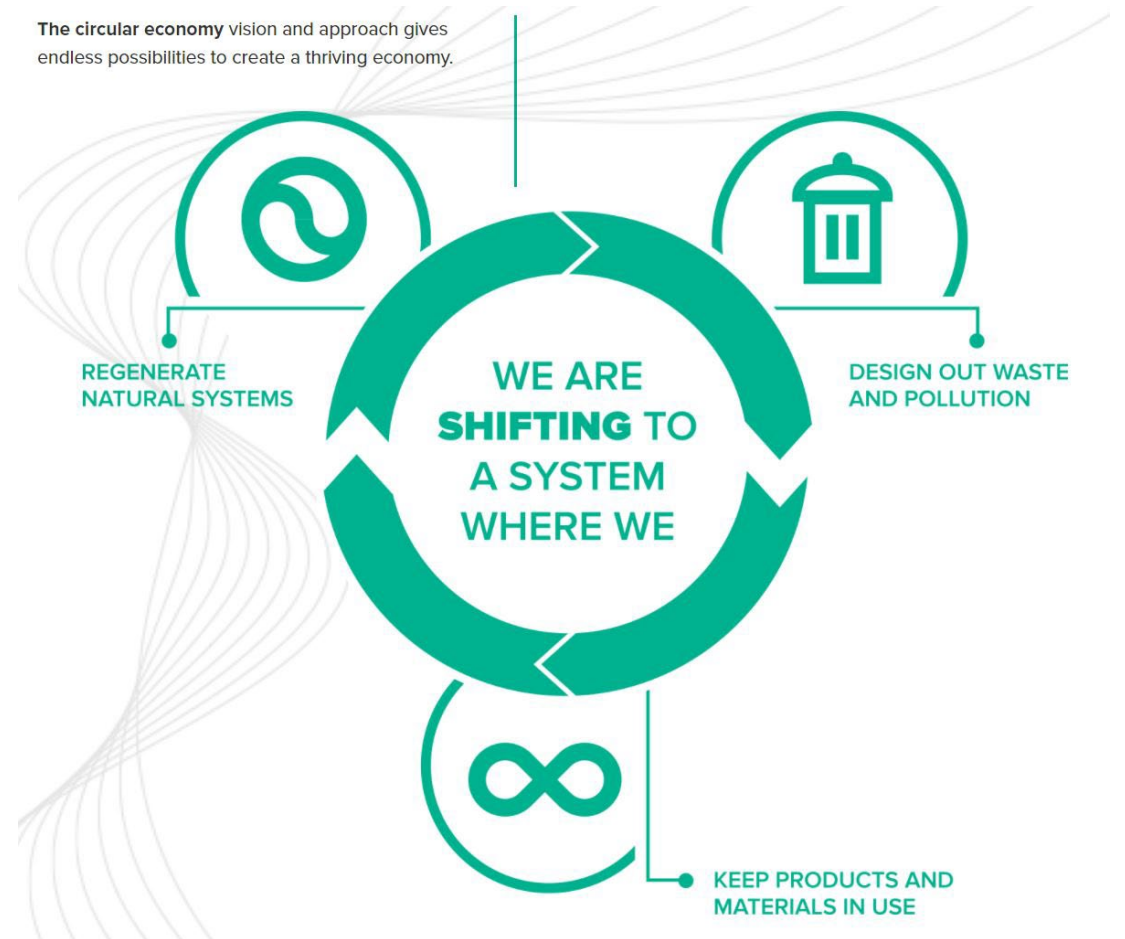 The circular economy vision and approach gives
endless possibilities to create a thriving economy.
REGENERATE
NATURAL SYSTEMS
DESIGN OUT WASTE
AND POLLUTION
WE ARE
SHIFTING TO
A SYSTEM
WHERE WE
KEEP PRODUCTS AND
MATERIALS IN USE